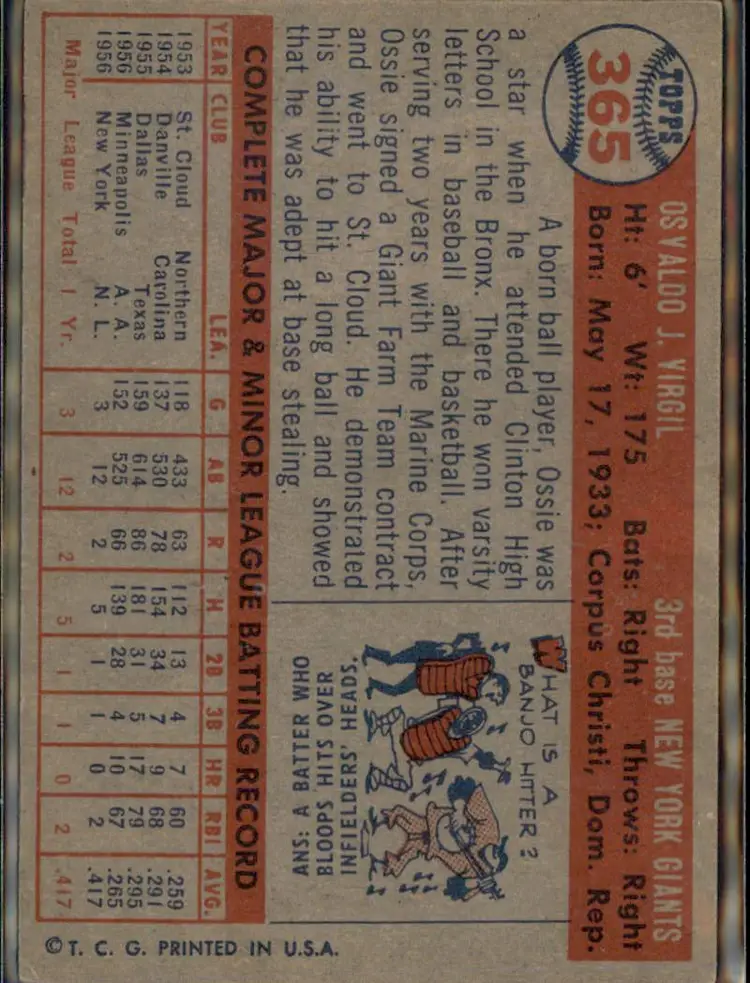 TOPPS
365
OSVALDO J. VIRGIL 3rd base NEW YORK GIANTS
Ht: 6' Wt: 175 Bats: Right Throws: Right
Born: May 17, 1933; Corpus Christi, Dom. Rep.
A born ball player, Ossie was
a star when he attended Clinton High
School in the Bronx. There he won varsity
letters in baseball and basketball. After
serving two years with the Marine Corps,
Ossie signed a Giant Farm Team contract
and went to St. Cloud. He demonstrated
his ability to hit a long ball and showed
that he was adept at base stealing.
WHAT IS A
BANJO HITTER?
ANS: A BATTER WHO
BLOOPS HITS OVER
INFIELDERS, HEADS.
COMPLETE MAJOR & MINOR LEAGUE BATTING RECORD
YEAR CLUB LEA. G AB R H 2B 3B HR RBI AVG.
1953 St. Cloud Northern 118 433 63 112 13 4 7 60 .259
1954 Danville Carolina 137 530 78 154 34 7 9 68 .291
1955 Dallas Texas 159 614 86 181 31 5 17 79 .295
1956 Minneapolis A. A. 152 525 66 139 28 4 10 67 .265
1956 New York N. L. 3 12 2 5 1 1 0 2 .417
Major League Total 1 Yr. 3 12 2 5 1 1 0 2 .417
© T. C. G. PRINTED IN U.S.A.